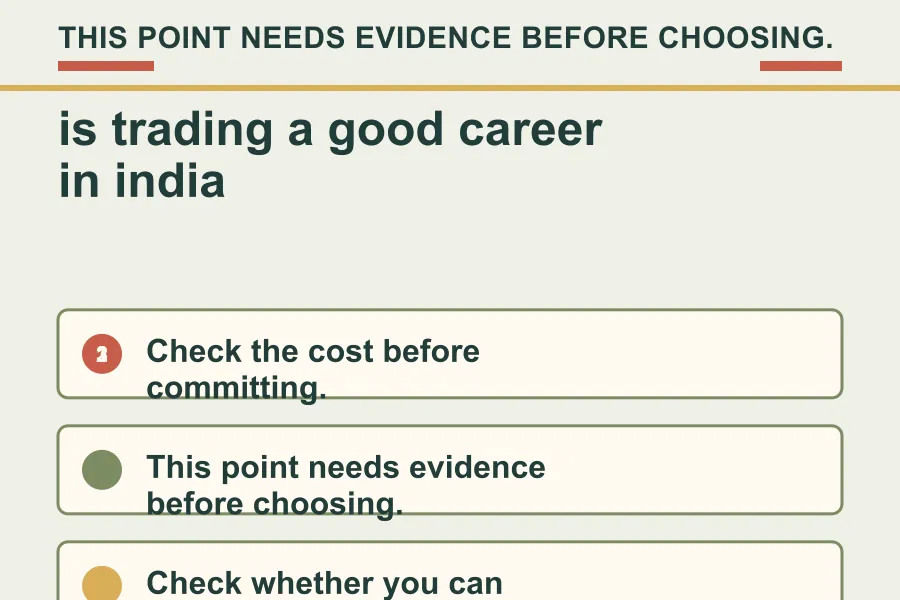 THIS POINT NEEDS EVIDENCE BEFORE CHOOSING.
is trading a good career
in india
Check the cost before
committing.
This point needs evidence
before choosing.
Check whether you can